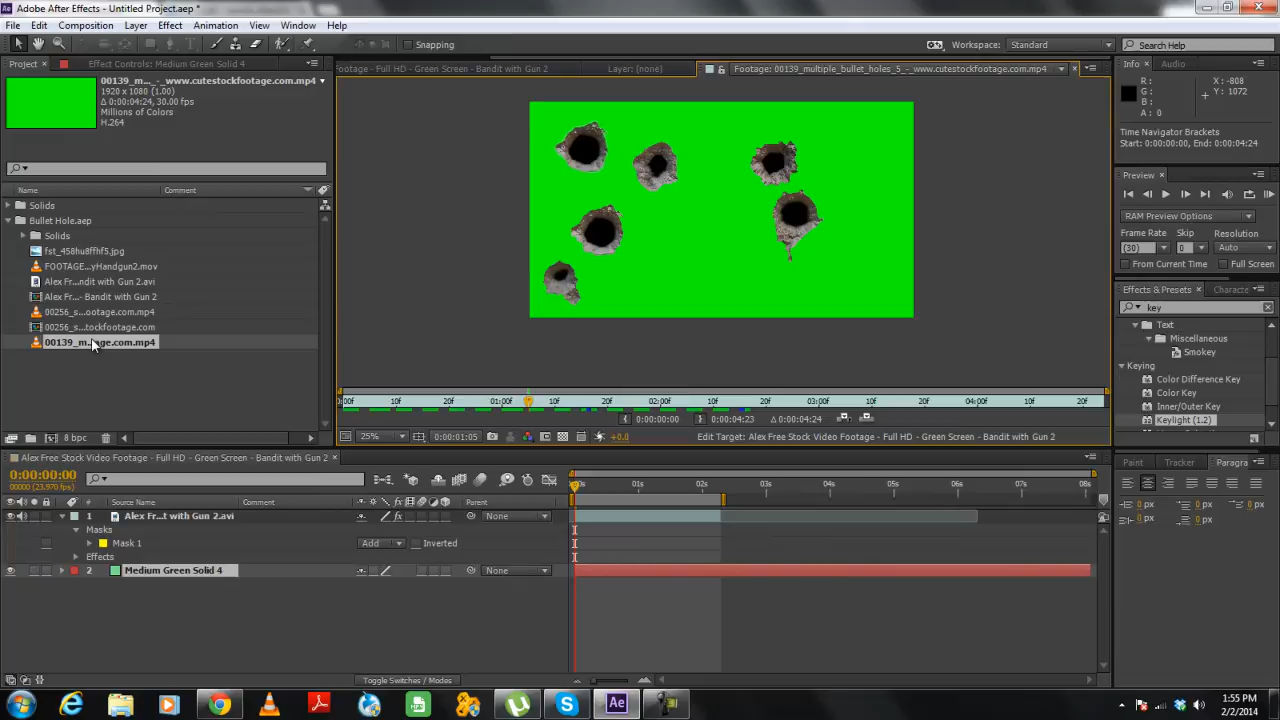 Adobe After Effects - Untitled Project.aep *
File Edit Composition Layer Effect Animation View Window Help
Snapping Workspace: Standard Search Help
Project Effect Controls: Medium Green Solid 4
Footage - Full HD - Green Screen - Bandit with Gun 2 Layer: (none) Footage: 00139_multiple_bullet_holes_5_-_www.cutestockfootage.com.mp4
Info Audio
00139_m..._-_www.cutestockfootage.com.mp4
1920 x 1080 (1.00)
Δ 0:00:04:24, 30.00 fps
Millions of Colors
H.264
R :
G :
B :
A : 0
X : -808
Y : 1072
Time Navigator Brackets
Start: 0:00:00:00, End: 0:00:04:24
Preview
RAM Preview Options
Frame Rate Skip Resolution
(30) 0 Auto
From Current Time Full Screen
Name Comment
Solids
Bullet Hole.aep
Solids
fst_458hu8ffhf5.jpg
FOOTAGE...yHandgun2.mov
Alex Fr...ndit with Gun 2.avi
Alex Fr...- Bandit with Gun 2
00256_s...ootage.com.mp4
00256_s...tockfootage.com
00139_m...age.com.mp4
Effects & Presets Characte
key
Text
Miscellaneous
Smokey
Keying
Color Difference Key
Color Key
Inner/Outer Key
Keylight (1.2)
:00f 10f 20f 01:00f 10f 20f 02:00f 10f 20f 03:00f 10f 20f 04:00f 10f 20f
0:00:00:00 0:00:04:23 Δ 0:00:04:24
8 bpc
25% 0:00:01:05 +0.0 Edit Target: Alex Free Stock Video Footage - Full HD - Green Screen - Bandit with Gun 2
Alex Free Stock Video Footage - Full HD - Green Screen - Bandit with Gun 2
0:00:00:00
00000 (23.970 fps)
01s 02s 03s 04s 05s 06s 07s 08s
# Source Name Comment Parent
1 Alex Fr...t with Gun 2.avi None
Masks
Mask 1 Add Inverted
Effects
2 Medium Green Solid 4 None
Toggle Switches / Modes
Paint Tracker Paragra
0 px 0 px 0 px
0 px 0 px
Ae
1:55 PM
2/2/2014